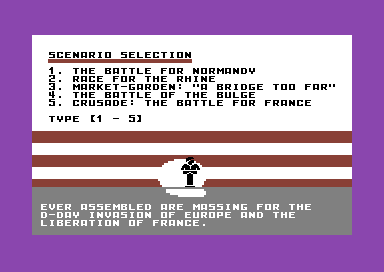 SCENARIO SELECTION
1. THE BATTLE FOR NORMANDY
2. RACE FOR THE RHINE
3. MARKET-GARDEN: "A BRIDGE TOO FAR"
4. THE BATTLE OF THE BULGE
5. CRUSADE: THE BATTLE FOR FRANCE
TYPE [1 - 5]
EVER ASSEMBLED ARE MASSING FOR THE
D-DAY INVASION OF EUROPE AND THE
LIBERATION OF FRANCE.